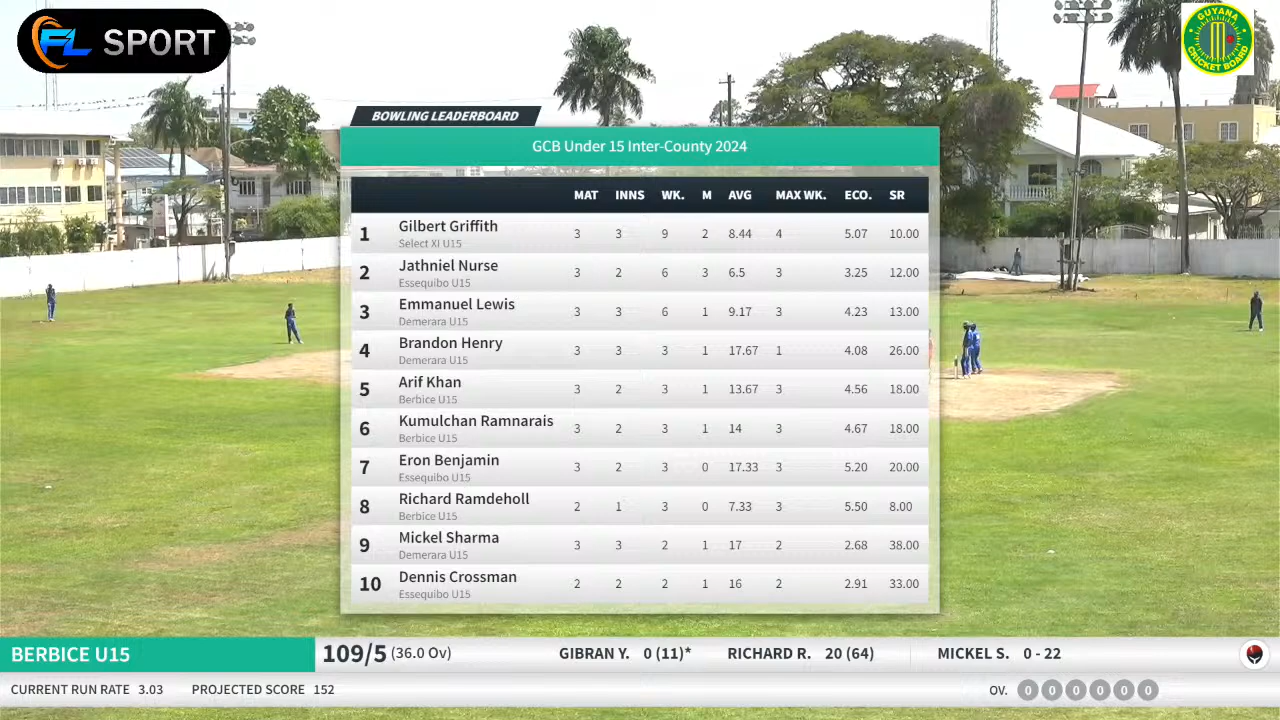 FL SPORT
GUYANA
CRICKET BOARD
BOWLING LEADERBOARD
GCB Under 15 Inter-County 2024
MAT INNS WK. M AVG MAX WK. ECO. SR
1 Gilbert Griffith 3 3 9 2 8.44 4 5.07 10.00
Select XI U15
2 Jathniel Nurse 3 2 6 3 6.5 3 3.25 12.00
Essequibo U15
3 Emmanuel Lewis 3 3 6 1 9.17 3 4.23 13.00
Demerara U15
4 Brandon Henry 3 3 3 1 17.67 1 4.08 26.00
Demerara U15
5 Arif Khan 3 2 3 1 13.67 3 4.56 18.00
Berbice U15
6 Kumulchan Ramnarais 3 2 3 1 14 3 4.67 18.00
Berbice U15
7 Eron Benjamin 3 2 3 0 17.33 3 5.20 20.00
Essequibo U15
8 Richard Ramdeholl 2 1 3 0 7.33 3 5.50 8.00
Berbice U15
9 Mickel Sharma 3 3 2 1 17 2 2.68 38.00
Demerara U15
10 Dennis Crossman 2 2 2 1 16 2 2.91 33.00
Essequibo U15
BERBICE U15 109/5 (36.0 Ov) GIBRAN Y. 0 (11)* RICHARD R. 20 (64) MICKEL S. 0 - 22
CURRENT RUN RATE 3.03 PROJECTED SCORE 152 OV. 0 0 0 0 0 0